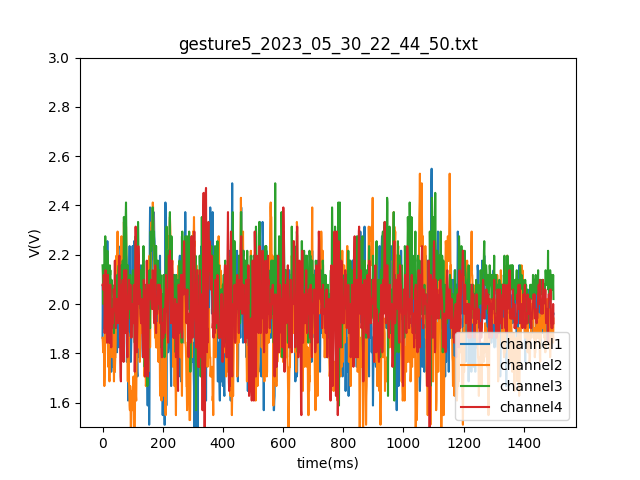 gesture5_2023_05_30_22_44_50.txt
3.0
2.8
2.6
2.4
2.2
2.0
1.8
1.6
V(V)
0 200 400 600 800 1000 1200 1400
time(ms)
channel1
channel2
channel3
channel4